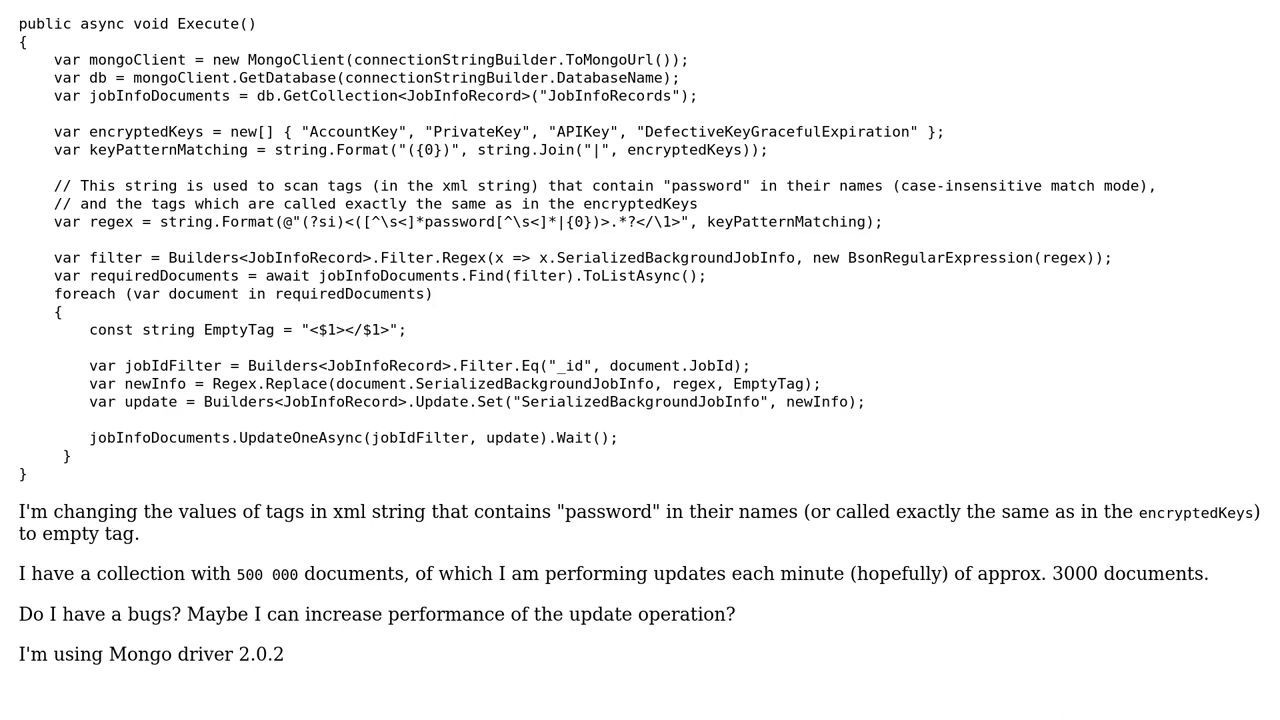 public async void Execute()
{
    var mongoClient = new MongoClient(connectionStringBuilder.ToMongoUrl());
    var db = mongoClient.GetDatabase(connectionStringBuilder.DatabaseName);
    var jobInfoDocuments = db.GetCollection<JobInfoRecord>("JobInfoRecords");

    var encryptedKeys = new[] { "AccountKey", "PrivateKey", "APIKey", "DefectiveKeyGracefulExpiration" };
    var keyPatternMatching = string.Format("({0})", string.Join("|", encryptedKeys));

    // This string is used to scan tags (in the xml string) that contain "password" in their names (case-insensitive match mode),
    // and the tags which are called exactly the same as in the encryptedKeys
    var regex = string.Format(@"(?si)<([^\s<]*password[^\s<]*|{0})>.*?</\1>", keyPatternMatching);

    var filter = Builders<JobInfoRecord>.Filter.Regex(x => x.SerializedBackgroundJobInfo, new BsonRegularExpression(regex));
    var requiredDocuments = await jobInfoDocuments.Find(filter).ToListAsync();
    foreach (var document in requiredDocuments)
    {
        const string EmptyTag = "<$1></$1>";

        var jobIdFilter = Builders<JobInfoRecord>.Filter.Eq("_id", document.JobId);
        var newInfo = Regex.Replace(document.SerializedBackgroundJobInfo, regex, EmptyTag);
        var update = Builders<JobInfoRecord>.Update.Set("SerializedBackgroundJobInfo", newInfo);

        jobInfoDocuments.UpdateOneAsync(jobIdFilter, update).Wait();
     }
}
I'm changing the values of tags in xml string that contains "password" in their names (or called exactly the same as in the encryptedKeys)
to empty tag.
I have a collection with 500 000 documents, of which I am performing updates each minute (hopefully) of approx. 3000 documents.
Do I have a bugs? Maybe I can increase performance of the update operation?
I'm using Mongo driver 2.0.2